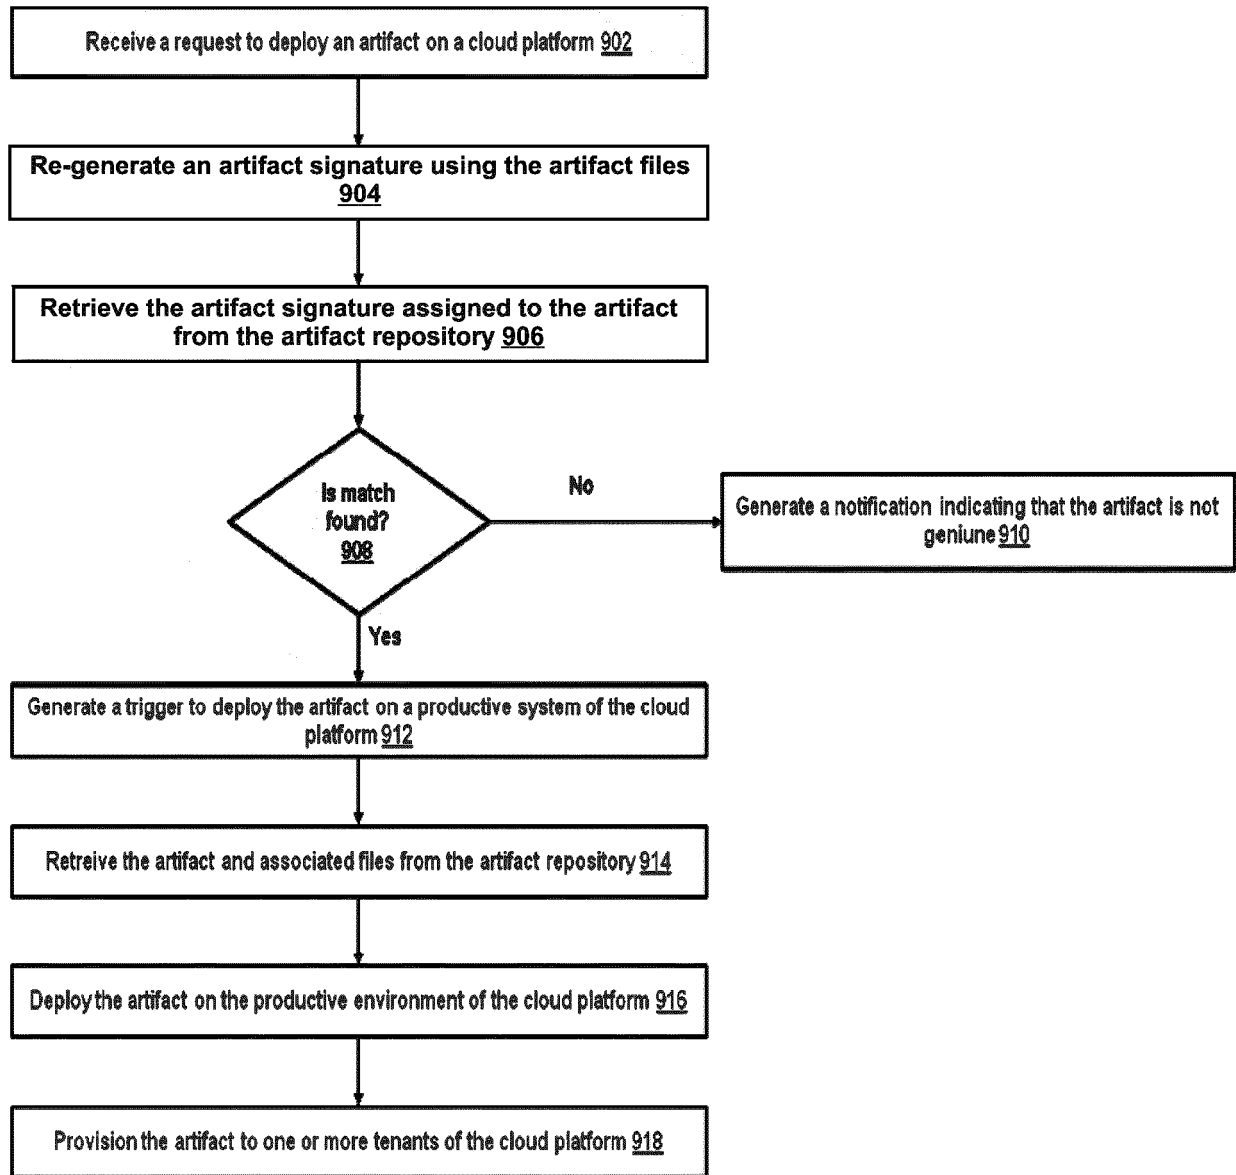 Receive a request to deploy an artifact on a cloud platform 902
Re-generate an artifact signature using the artifact files
904
Retrieve the artifact signature assigned to the artifact
from the artifact repository 906
Is match
found?
908
No
Generate a notification indicating that the artifact is not
geniune 910
Yes
Generate a trigger to deploy the artifact on a productive system of the cloud
platform 912
Retreive the artifact and associated files from the artifact repository 914
Deploy the artifact on the productive environment of the cloud platform 916
Provision the artifact to one or more tenants of the cloud platform 918